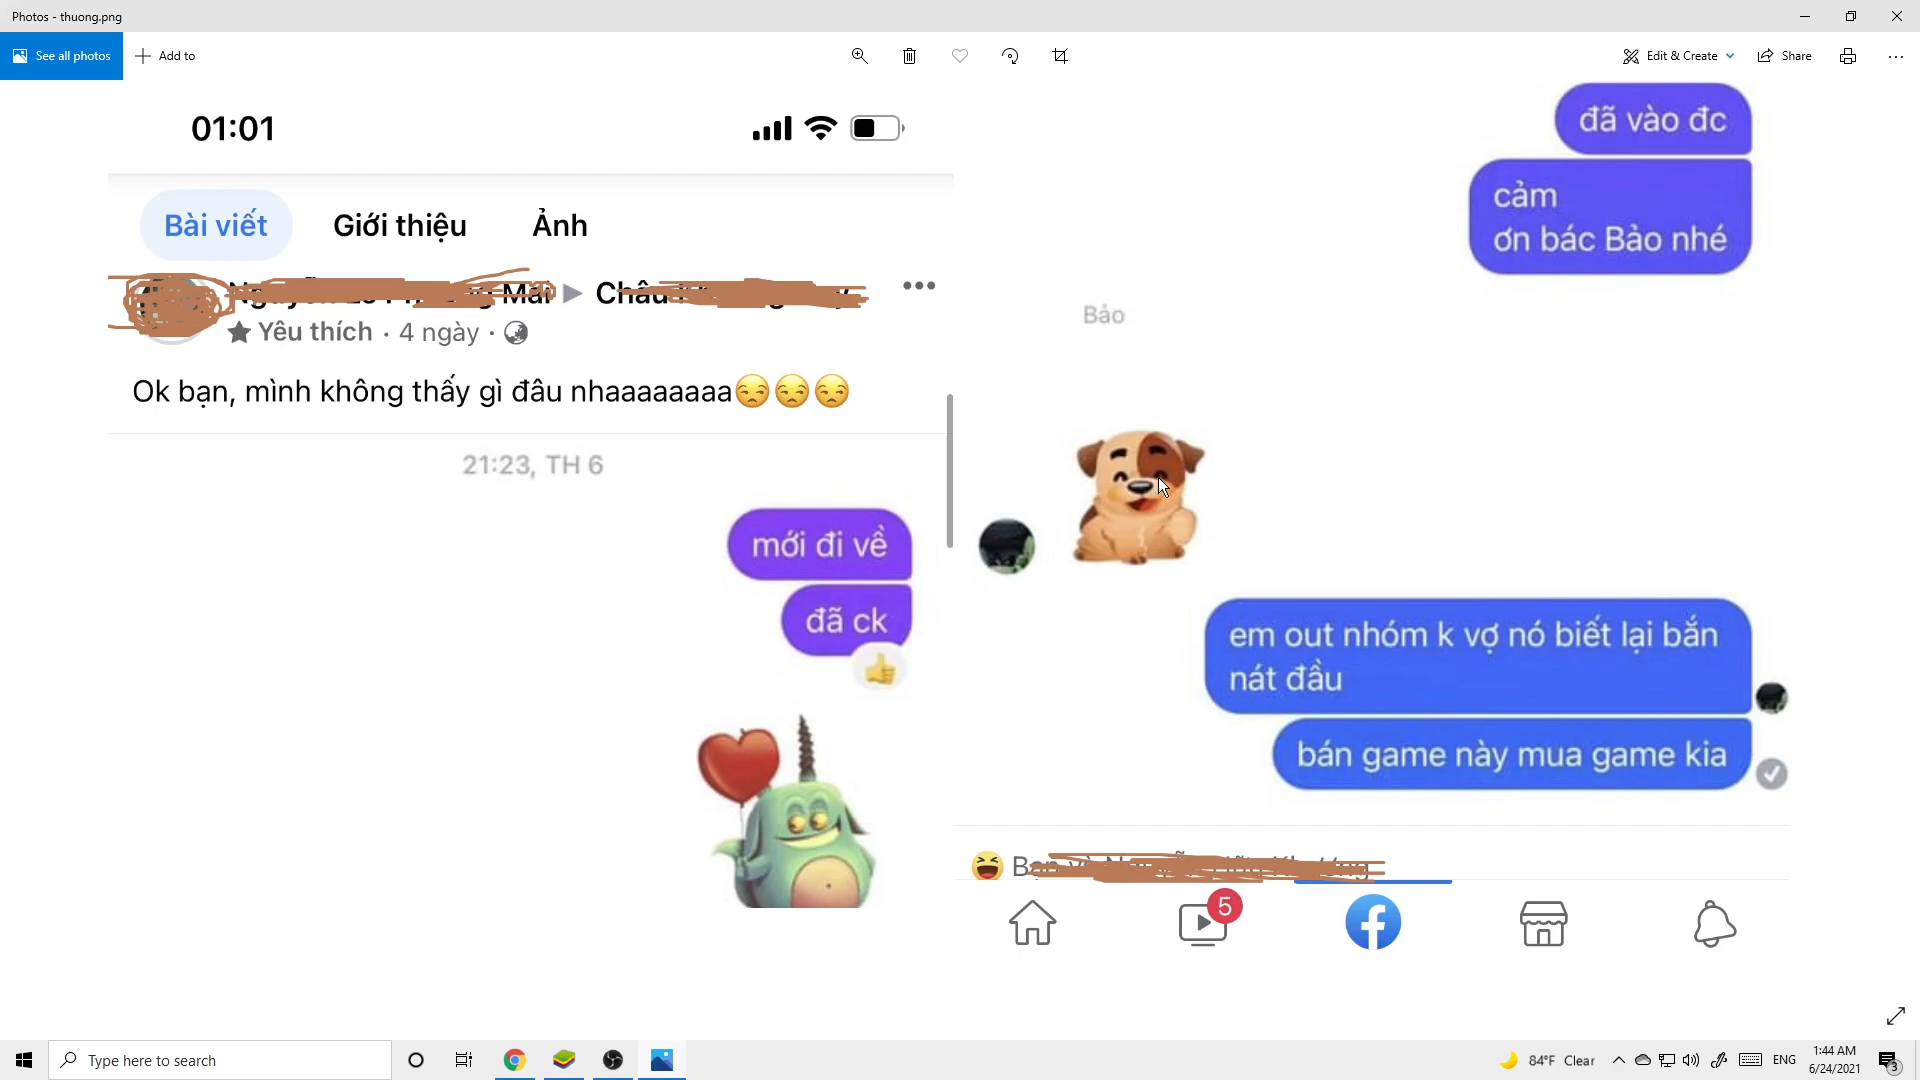 Photos - thuong.png
See all photos
Add to
Edit & Create
Share
01:01
Bài viết
Giới thiệu
Ảnh
Yêu thích · 4 ngày ·
Ok bạn, mình không thấy gì đâu nhaaaaaaaa😒😒😒
21:23, TH 6
mới đi về
đã ck
đã vào đc
cảm
ơn bác Bảo nhé
Bảo
em out nhóm k vợ nó biết lại bắn
nát đầu
bán game này mua game kia
5
Type here to search
84°F Clear
ENG
1:44 AM
6/24/2021
3